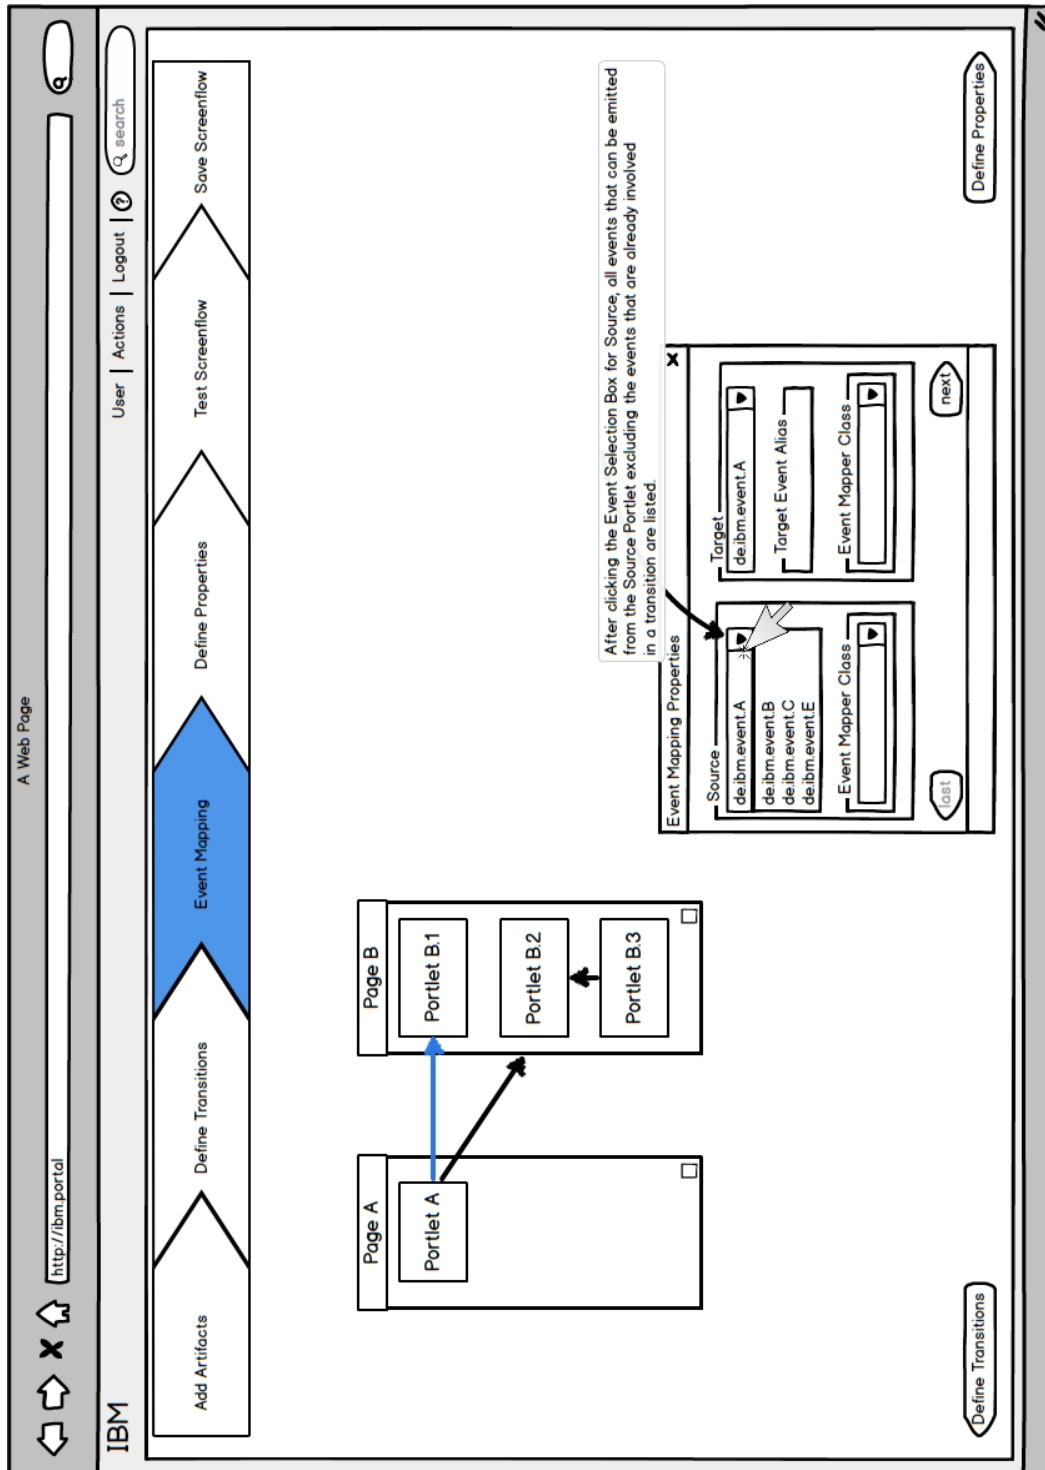 A Web Page
http://ibm.portal
IBM
User | Actions | Logout | ?
search
Add Artifacts
Define Transitions
Event Mapping
Define Properties
Test Screenflow
Save Screenflow
Page A
Portlet A
Page B
Portlet B.1
Portlet B.2
Portlet B.3
After clicking the Event Selection Box for Source, all events that can be emitted
from the Source Portlet excluding the events that are already involved
in a transition are listed.
Event Mapping Properties
Source
de.ibm.event.A
de.ibm.event.B
de.ibm.event.C
de.ibm.event.E
Event Mapper Class
Target
de.ibm.event.A
Target Event Alias
Event Mapper Class
last
next
Define Transitions
Define Properties